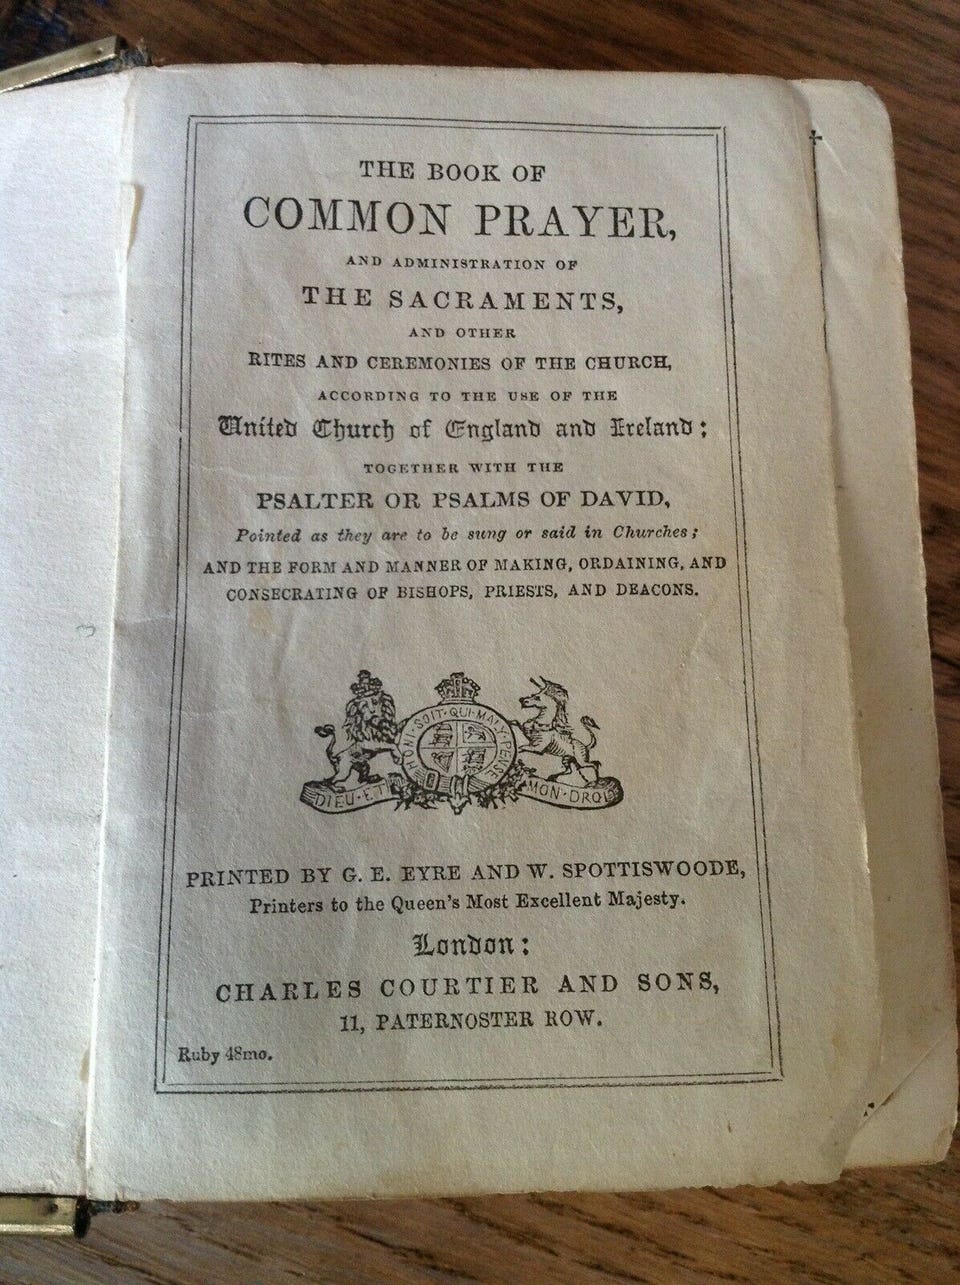 THE BOOK OF
COMMON PRAYER,
AND ADMINISTRATION OF
THE SACRAMENTS,
AND OTHER
RITES AND CEREMONIES OF THE CHURCH,
ACCORDING TO THE USE OF THE
United Church of England and Ireland:
TOGETHER WITH THE
PSALTER OR PSALMS OF DAVID,
Pointed as they are to be sung or said in Churches;
AND THE FORM AND MANNER OF MAKING, ORDAINING, AND
CONSECRATING OF BISHOPS, PRIESTS, AND DEACONS.
HONI·SOIT·QUI·MAL·Y·PENSE
DIEU·ET MON·DROI
PRINTED BY G. E. EYRE AND W. SPOTTISWOODE,
Printers to the Queen's Most Excellent Majesty.
London:
CHARLES COURTIER AND SONS,
11, PATERNOSTER ROW.
Ruby 48mo.